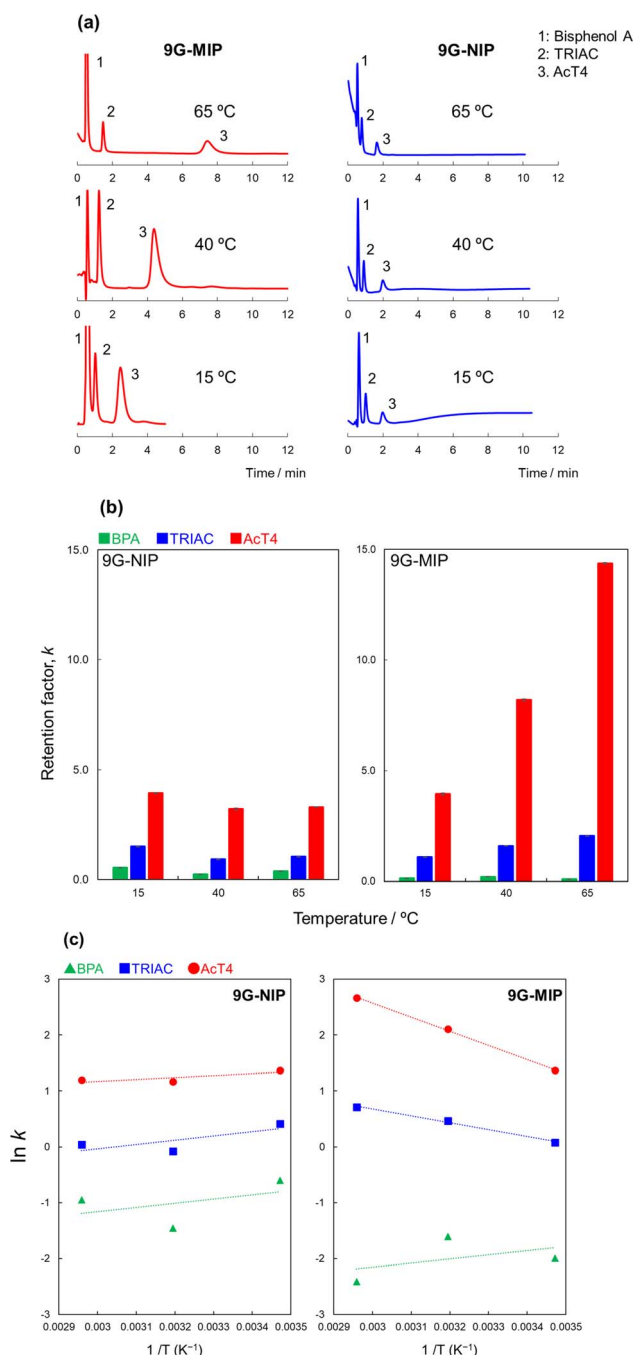 (a)
9G-MIP
9G-NIP
1: Bisphenol A
2: TRIAC
3. AcT4
1
2
65 ºC
3
0 2 4 6 8 10 12
1
2
65 ºC
3
0 2 4 6 8 10 12
1
2
3
40 ºC
0 2 4 6 8 10 12
1
2
40 ºC
3
0 2 4 6 8 10 12
1
2
3
15 ºC
0 2 4 6 8 10 12
Time / min
1
2
15 ºC
3
0 2 4 6 8 10 12
Time / min
(b)
BPA TRIAC AcT4
Retention factor, k
9G-NIP
15.0
10.0
5.0
0.0
15 40 65
9G-MIP
15.0
10.0
5.0
0.0
15 40 65
Temperature / ºC
(c)
BPA TRIAC AcT4
ln k
9G-NIP
3
2
1
0
-1
-2
-3
0.0029 0.003 0.0031 0.0032 0.0033 0.0034 0.0035
1 /T (K⁻¹)
9G-MIP
3
2
1
0
-1
-2
-3
0.0029 0.003 0.0031 0.0032 0.0033 0.0034 0.0035
1 /T (K⁻¹)